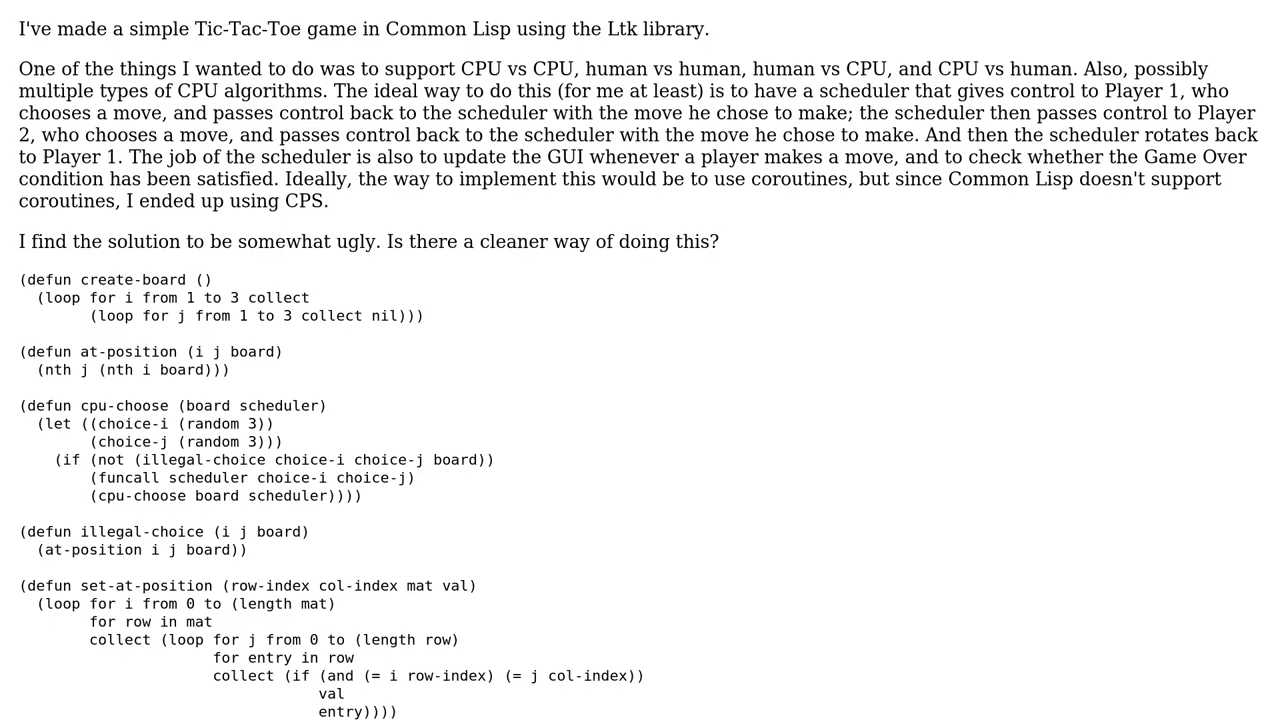 I've made a simple Tic-Tac-Toe game in Common Lisp using the Ltk library.
One of the things I wanted to do was to support CPU vs CPU, human vs human, human vs CPU, and CPU vs human. Also, possibly
multiple types of CPU algorithms. The ideal way to do this (for me at least) is to have a scheduler that gives control to Player 1, who
chooses a move, and passes control back to the scheduler with the move he chose to make; the scheduler then passes control to Player
2, who chooses a move, and passes control back to the scheduler with the move he chose to make. And then the scheduler rotates back
to Player 1. The job of the scheduler is also to update the GUI whenever a player makes a move, and to check whether the Game Over
condition has been satisfied. Ideally, the way to implement this would be to use coroutines, but since Common Lisp doesn't support
coroutines, I ended up using CPS.
I find the solution to be somewhat ugly. Is there a cleaner way of doing this?
(defun create-board ()
  (loop for i from 1 to 3 collect
        (loop for j from 1 to 3 collect nil)))
(defun at-position (i j board)
  (nth j (nth i board)))
(defun cpu-choose (board scheduler)
  (let ((choice-i (random 3))
        (choice-j (random 3)))
    (if (not (illegal-choice choice-i choice-j board))
        (funcall scheduler choice-i choice-j)
        (cpu-choose board scheduler))))
(defun illegal-choice (i j board)
  (at-position i j board))
(defun set-at-position (row-index col-index mat val)
  (loop for i from 0 to (length mat)
        for row in mat
        collect (loop for j from 0 to (length row)
                      for entry in row
                      collect (if (and (= i row-index) (= j col-index))
                                  val
                                  entry))))